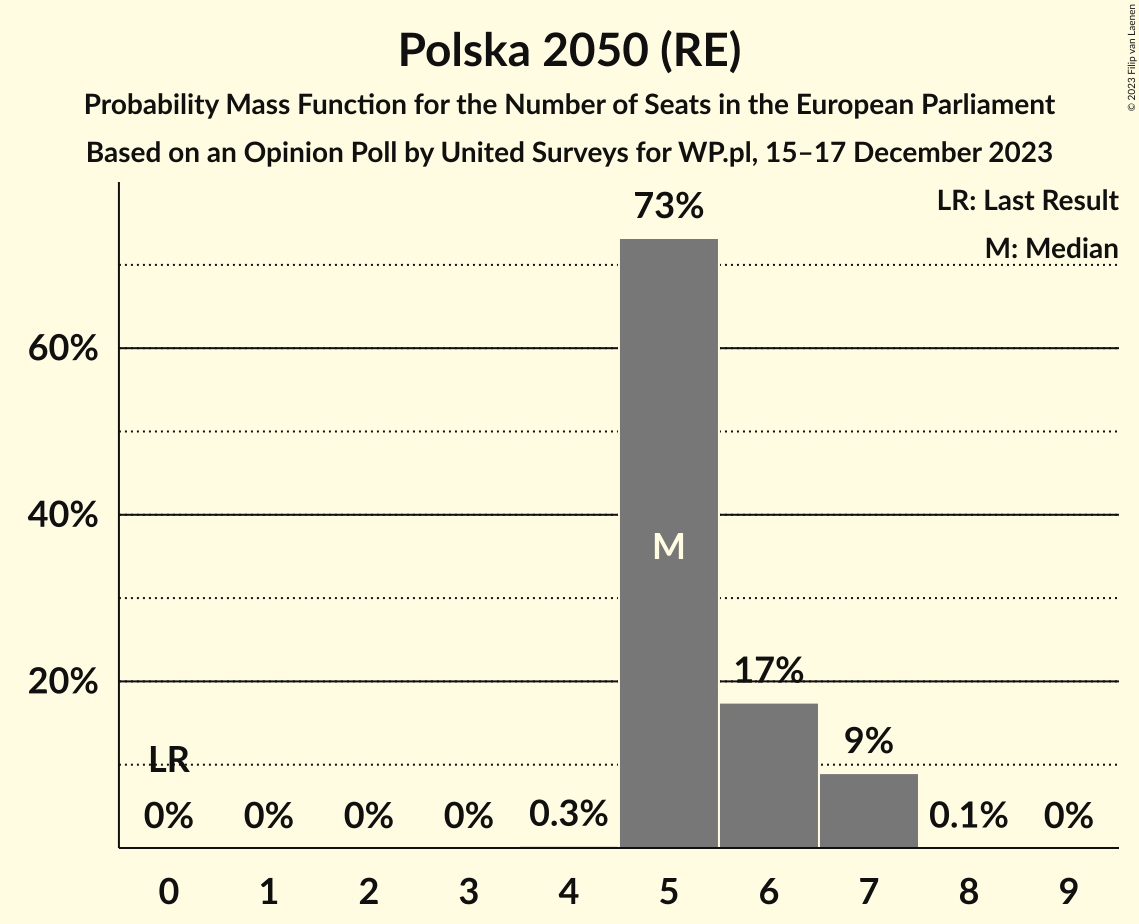 Polska 2050 (RE)
Probability Mass Function for the Number of Seats in the European Parliament
Based on an Opinion Poll by United Surveys for WP.pl, 15–17 December 2023
© 2023 Filip van Laenen
LR: Last Result
M: Median
73%
60%
40%
M
20%
17%
9%
LR
0% 0% 0% 0% 0.3% 0.1% 0%
0 1 2 3 4 5 6 7 8 9